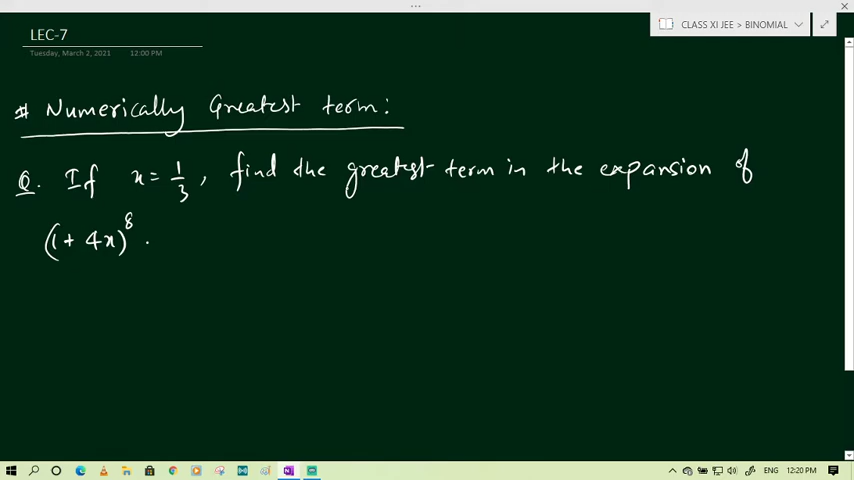 CLASS XI JEE > BINOMIAL
LEC-7
Tuesday, March 2, 2021 12:00 PM
# Numerically Greatest term:
Q. If x = 1/3, find the greatest term in the expansion of
(1 + 4x)^8.
ENG 12:20 PM